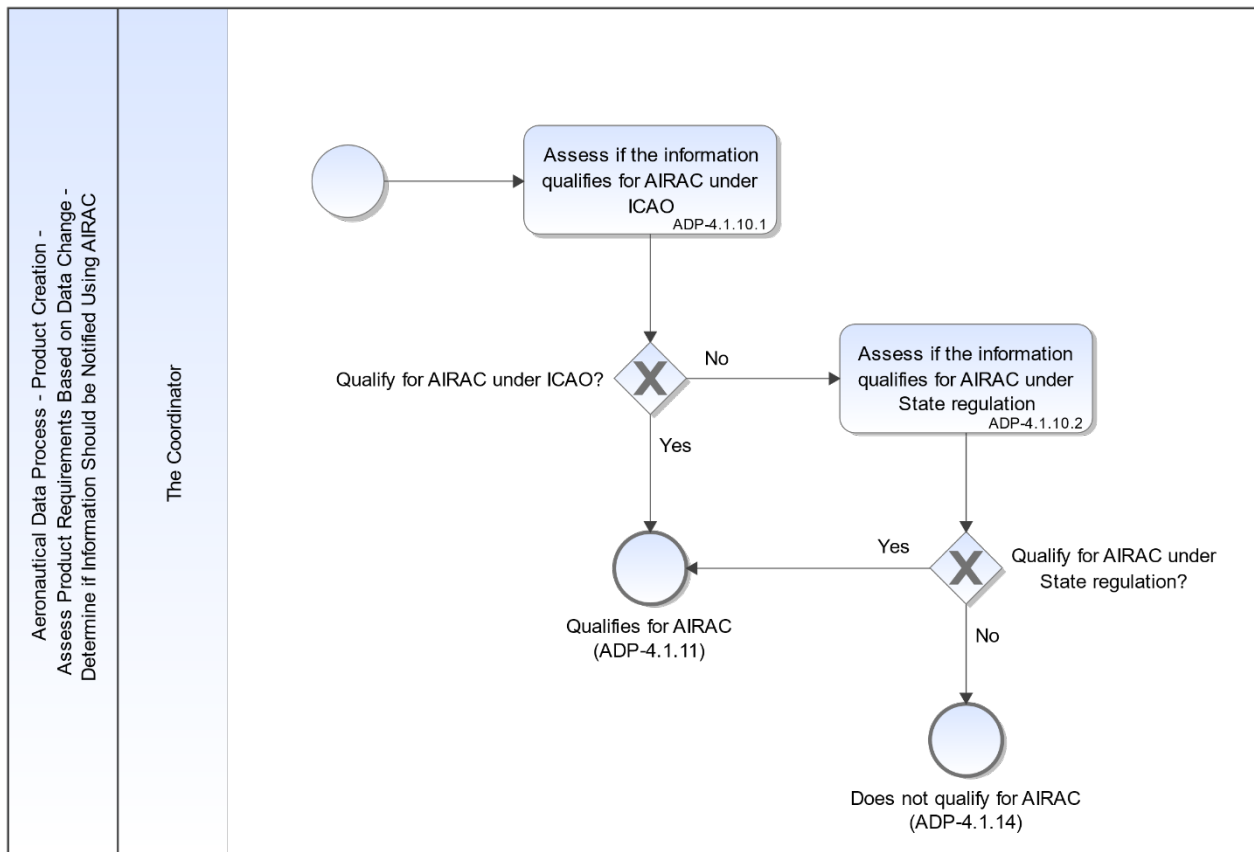 Aeronautical Data Process - Product Creation -
Assess Product Requirements Based on Data Change -
Determine if Information Should be Notified Using AIRAC
The Coordinator
Assess if the information
qualifies for AIRAC under
ICAO
ADP-4.1.10.1
Qualify for AIRAC under ICAO?
No
Yes
Assess if the information
qualifies for AIRAC under
State regulation
ADP-4.1.10.2
Yes
Qualify for AIRAC under
State regulation?
No
Qualifies for AIRAC
(ADP-4.1.11)
Does not qualify for AIRAC
(ADP-4.1.14)